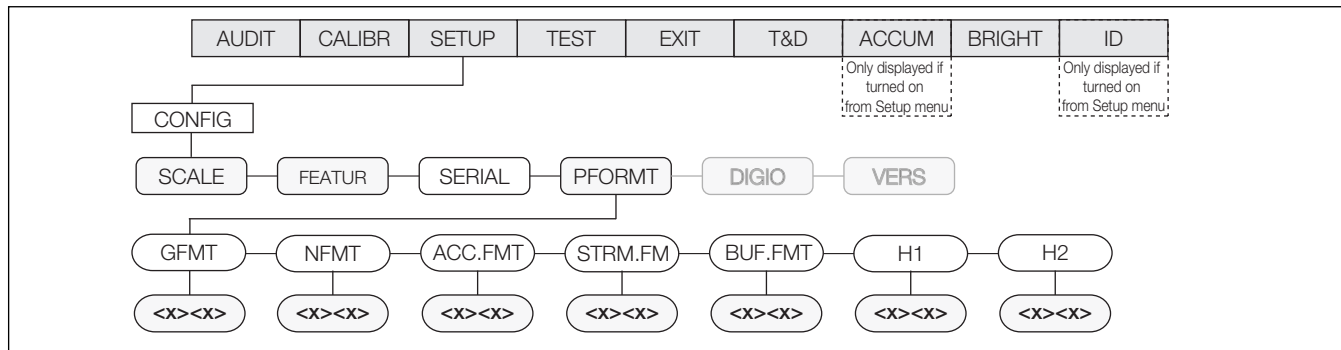 AUDIT CALIBR SETUP TEST EXIT T&D ACCUM BRIGHT ID
Only displayed if
turned on
from Setup menu
Only displayed if
turned on
from Setup menu
CONFIG
SCALE FEATUR SERIAL PFORMT DIGIO VERS
GFMT NFMT ACC.FMT STRM.FM BUF.FMT H1 H2
<x><x> <x><x> <x><x> <x><x> <x><x> <x><x> <x><x>